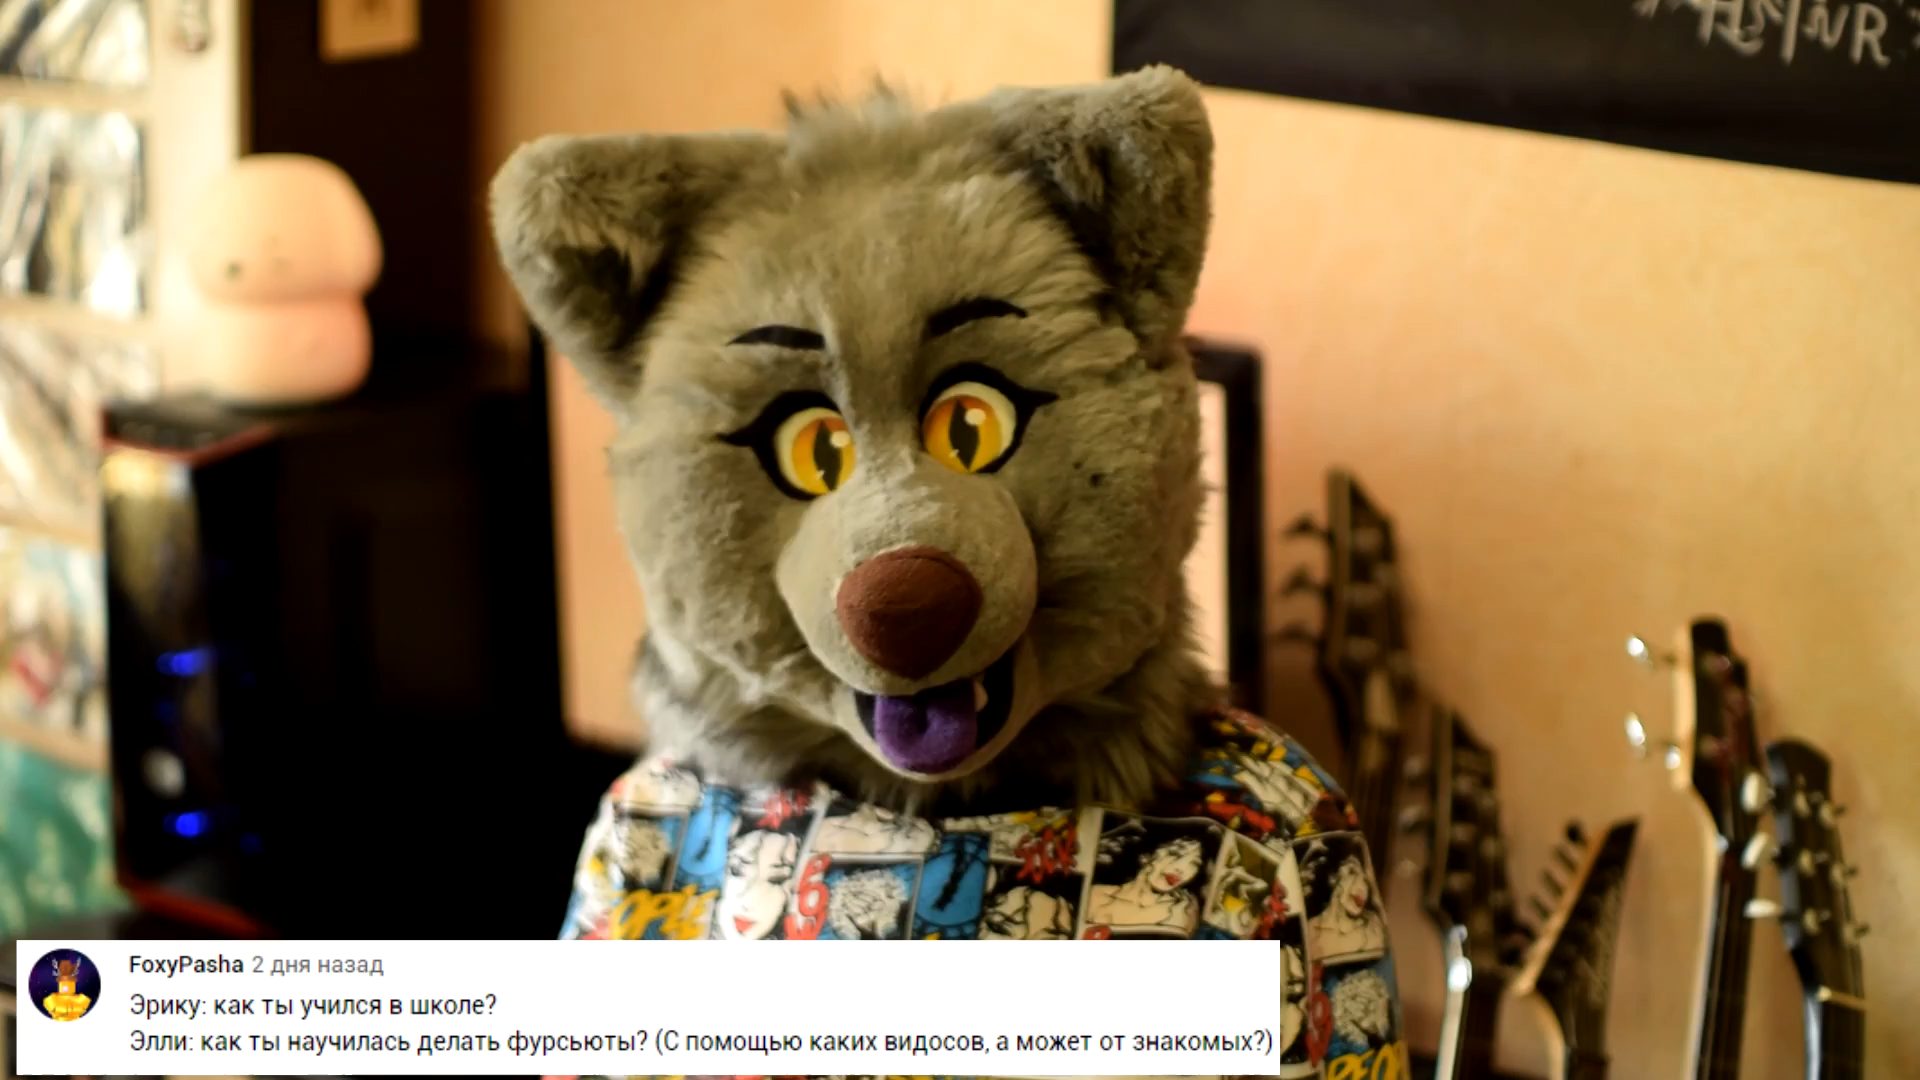 FoxyPasha 2 дня назад
Эрику: как ты учился в школе?
Элли: как ты научилась делать фурсьюты? (С помощью каких видосов, а может от знакомых?)